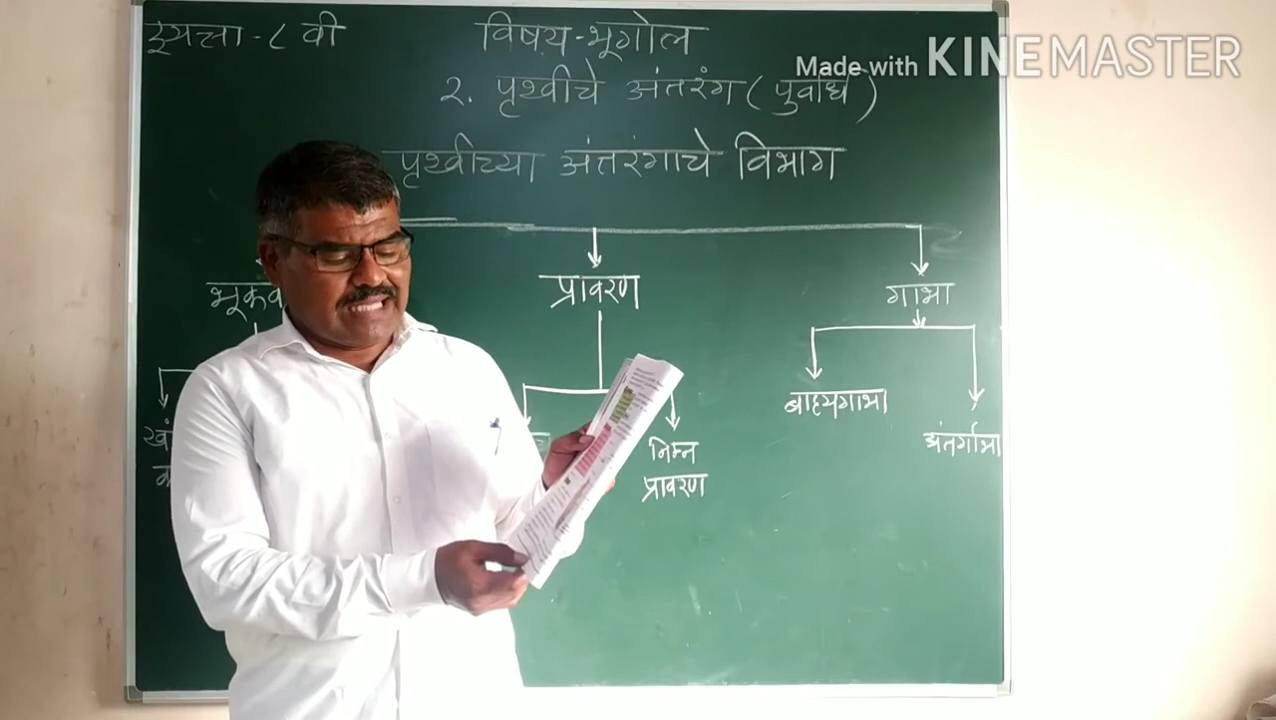 इयत्ता - ८ वी विषय-भूगोल
Made with KINEMASTER
२. पृथ्वीचे अंतरंग ( पुर्वार्ध )
पृथ्वीच्या अंतरंगाचे विभाग
प्रावरण गाभा
बाह्यगाभा
निम्न अंतर्गाभा
प्रावरण